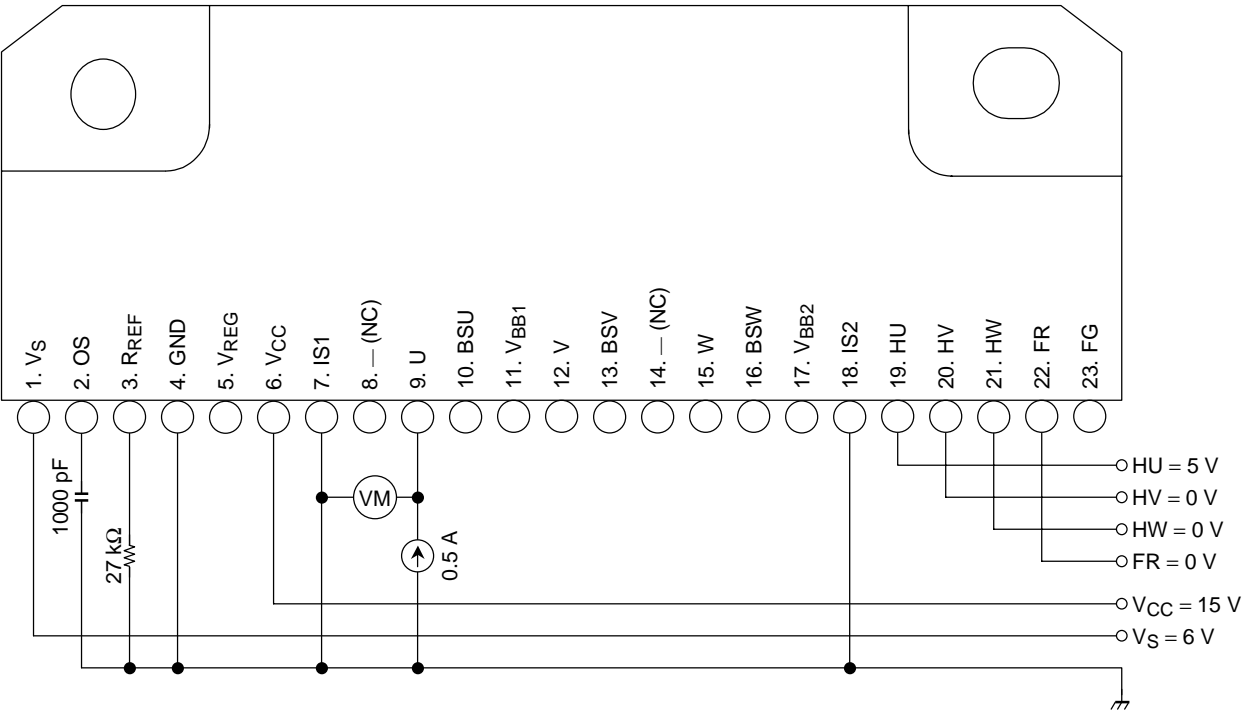 1. VS
2. OS
3. RREF
4. GND
5. VREG
6. VCC
7. IS1
8. — (NC)
9. U
10. BSU
11. VBB1
12. V
13. BSV
14. — (NC)
15. W
16. BSW
17. VBB2
18. IS2
19. HU
20. HV
21. HW
22. FR
23. FG
1000 pF
27 kΩ
VM
0.5 A
HU = 5 V
HV = 0 V
HW = 0 V
FR = 0 V
VCC = 15 V
VS = 6 V